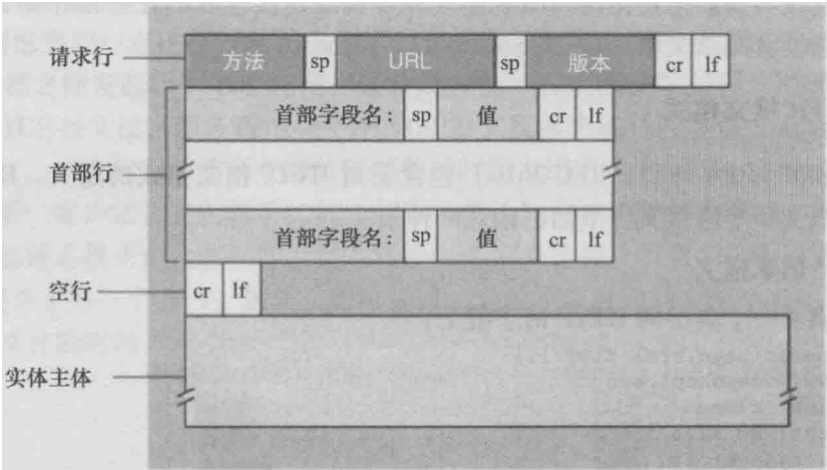 请求行 方法 sp URL sp 版本 cr lf
首部字段名: sp 值 cr lf
首部行
首部字段名: sp 值 cr lf
空行 cr lf
实体主体